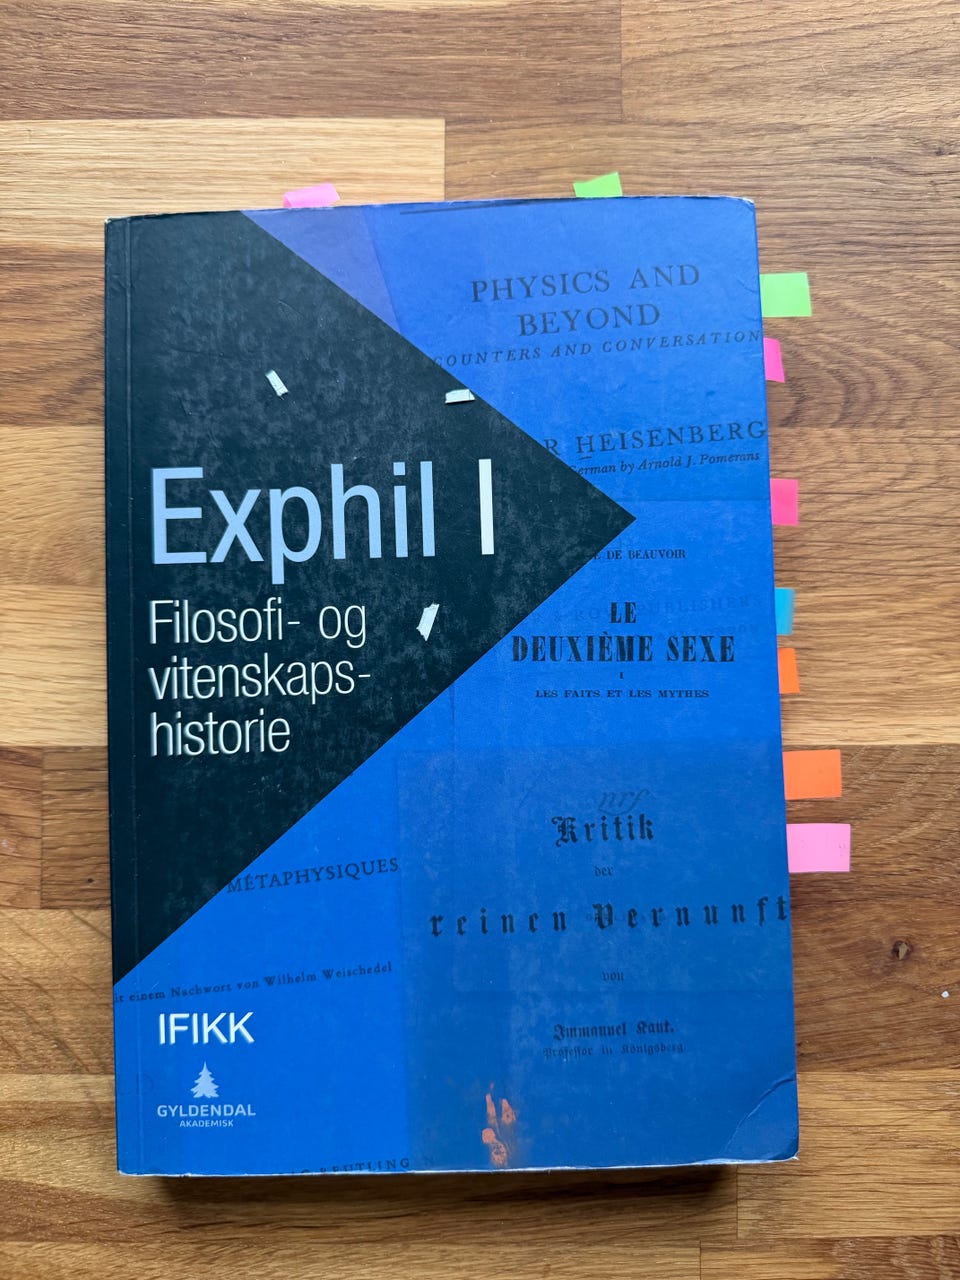 PHYSICS AND
BEYOND
COUNTERS AND CONVERSATION
R HEISENBERG
German by Arnold J. Pomerans
Exphil I
Filosofi- og
vitenskaps-
historie
DE BEAUVOIR
LE
DEUXIÈME SEXE
I
LES FAITS ET LES MYTHES
nrf
Kritik
der
reinen Vernunft
von
Immanuel Kant,
Professor in Königsberg
MÉTAPHYSIQUES
it einem Nachwort von Wilhelm Weischedel
IFIKK
GYLDENDAL
AKADEMISK